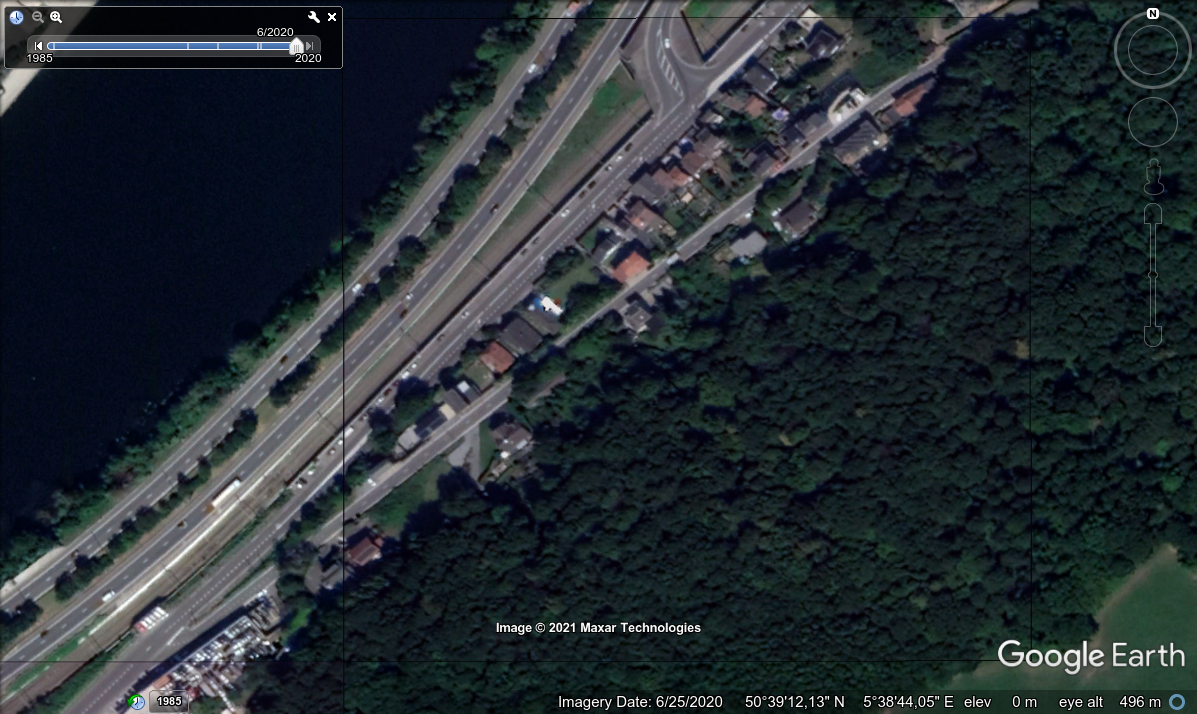 6/2020
1985
2020
N
Image © 2021 Maxar Technologies
Google Earth
1985
Imagery Date: 6/25/2020 50°39'12,13" N 5°38'44,05" E elev 0 m eye alt 496 m